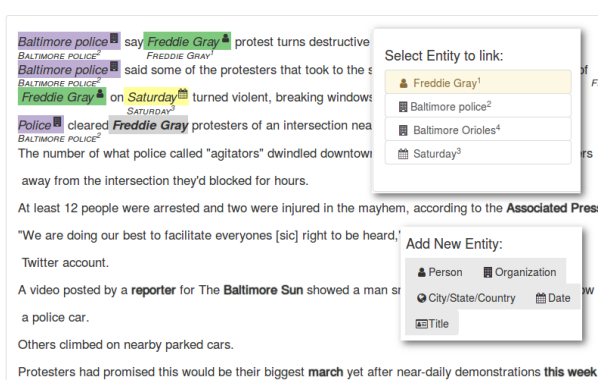 Baltimore police say Freddie Gray protest turns destructive
BALTIMORE POLICE2 FREDDIE GRAY1
Baltimore police said some of the protesters that took to the s of
BALTIMORE POLICE2
Freddie Gray on Saturday turned violent, breaking windows
SATURDAY3
Police cleared Freddie Gray protesters of an intersection nea
BALTIMORE POLICE2
The number of what police called "agitators" dwindled downtown ers
away from the intersection they'd blocked for hours.
At least 12 people were arrested and two were injured in the mayhem, according to the Associated Pres
"We are doing our best to facilitate everyones [sic] right to be heard,"
Twitter account.
A video posted by a reporter for The Baltimore Sun showed a man sm ow
a police car.
Others climbed on nearby parked cars.
Protesters had promised this would be their biggest march yet after near-daily demonstrations this week
Select Entity to link:
Freddie Gray1
Baltimore police2
Baltimore Orioles4
Saturday3
Add New Entity:
Person Organization
City/State/Country Date
Title